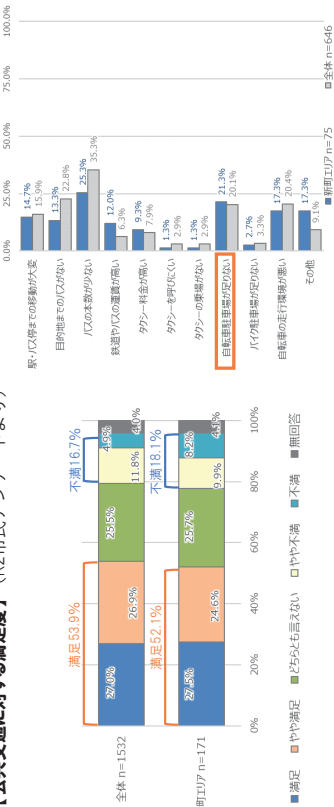 【公共交通に対する満足度】（R2市民アンケートより）
満足53.9%
不満16.7%
全体 n=1532
27.0%
26.9%
25.5%
11.8%
4.9%
4.0%
満足52.1%
不満18.1%
町エリア n=171
27.5%
24.6%
25.7%
9.9%
8.2%
4.1%
0%
20%
40%
60%
80%
100%
■満足 ■やや満足 ■どちらとも言えない □やや不満 ■不満 ■無回答
100.0%
75.0%
50.0%
25.0%
0.0%
14.7%
15.9%
13.3%
22.8%
25.3%
35.3%
12.0%
6.3%
9.3%
7.9%
1.3%
2.9%
1.3%
2.9%
21.3%
20.1%
2.7%
3.3%
17.3%
20.4%
17.3%
9.1%
駅・バス停までの移動が大変
目的地までのバスがない
バスの本数が少ない
鉄道やバスの運賃が高い
タクシー料金が高い
タクシーを呼びにくい
タクシーの乗場がない
自転車駐車場が足りない
バイク駐車場が足りない
自転車の走行環境が悪い
その他
■新町エリア n=75 ■全体 n=646